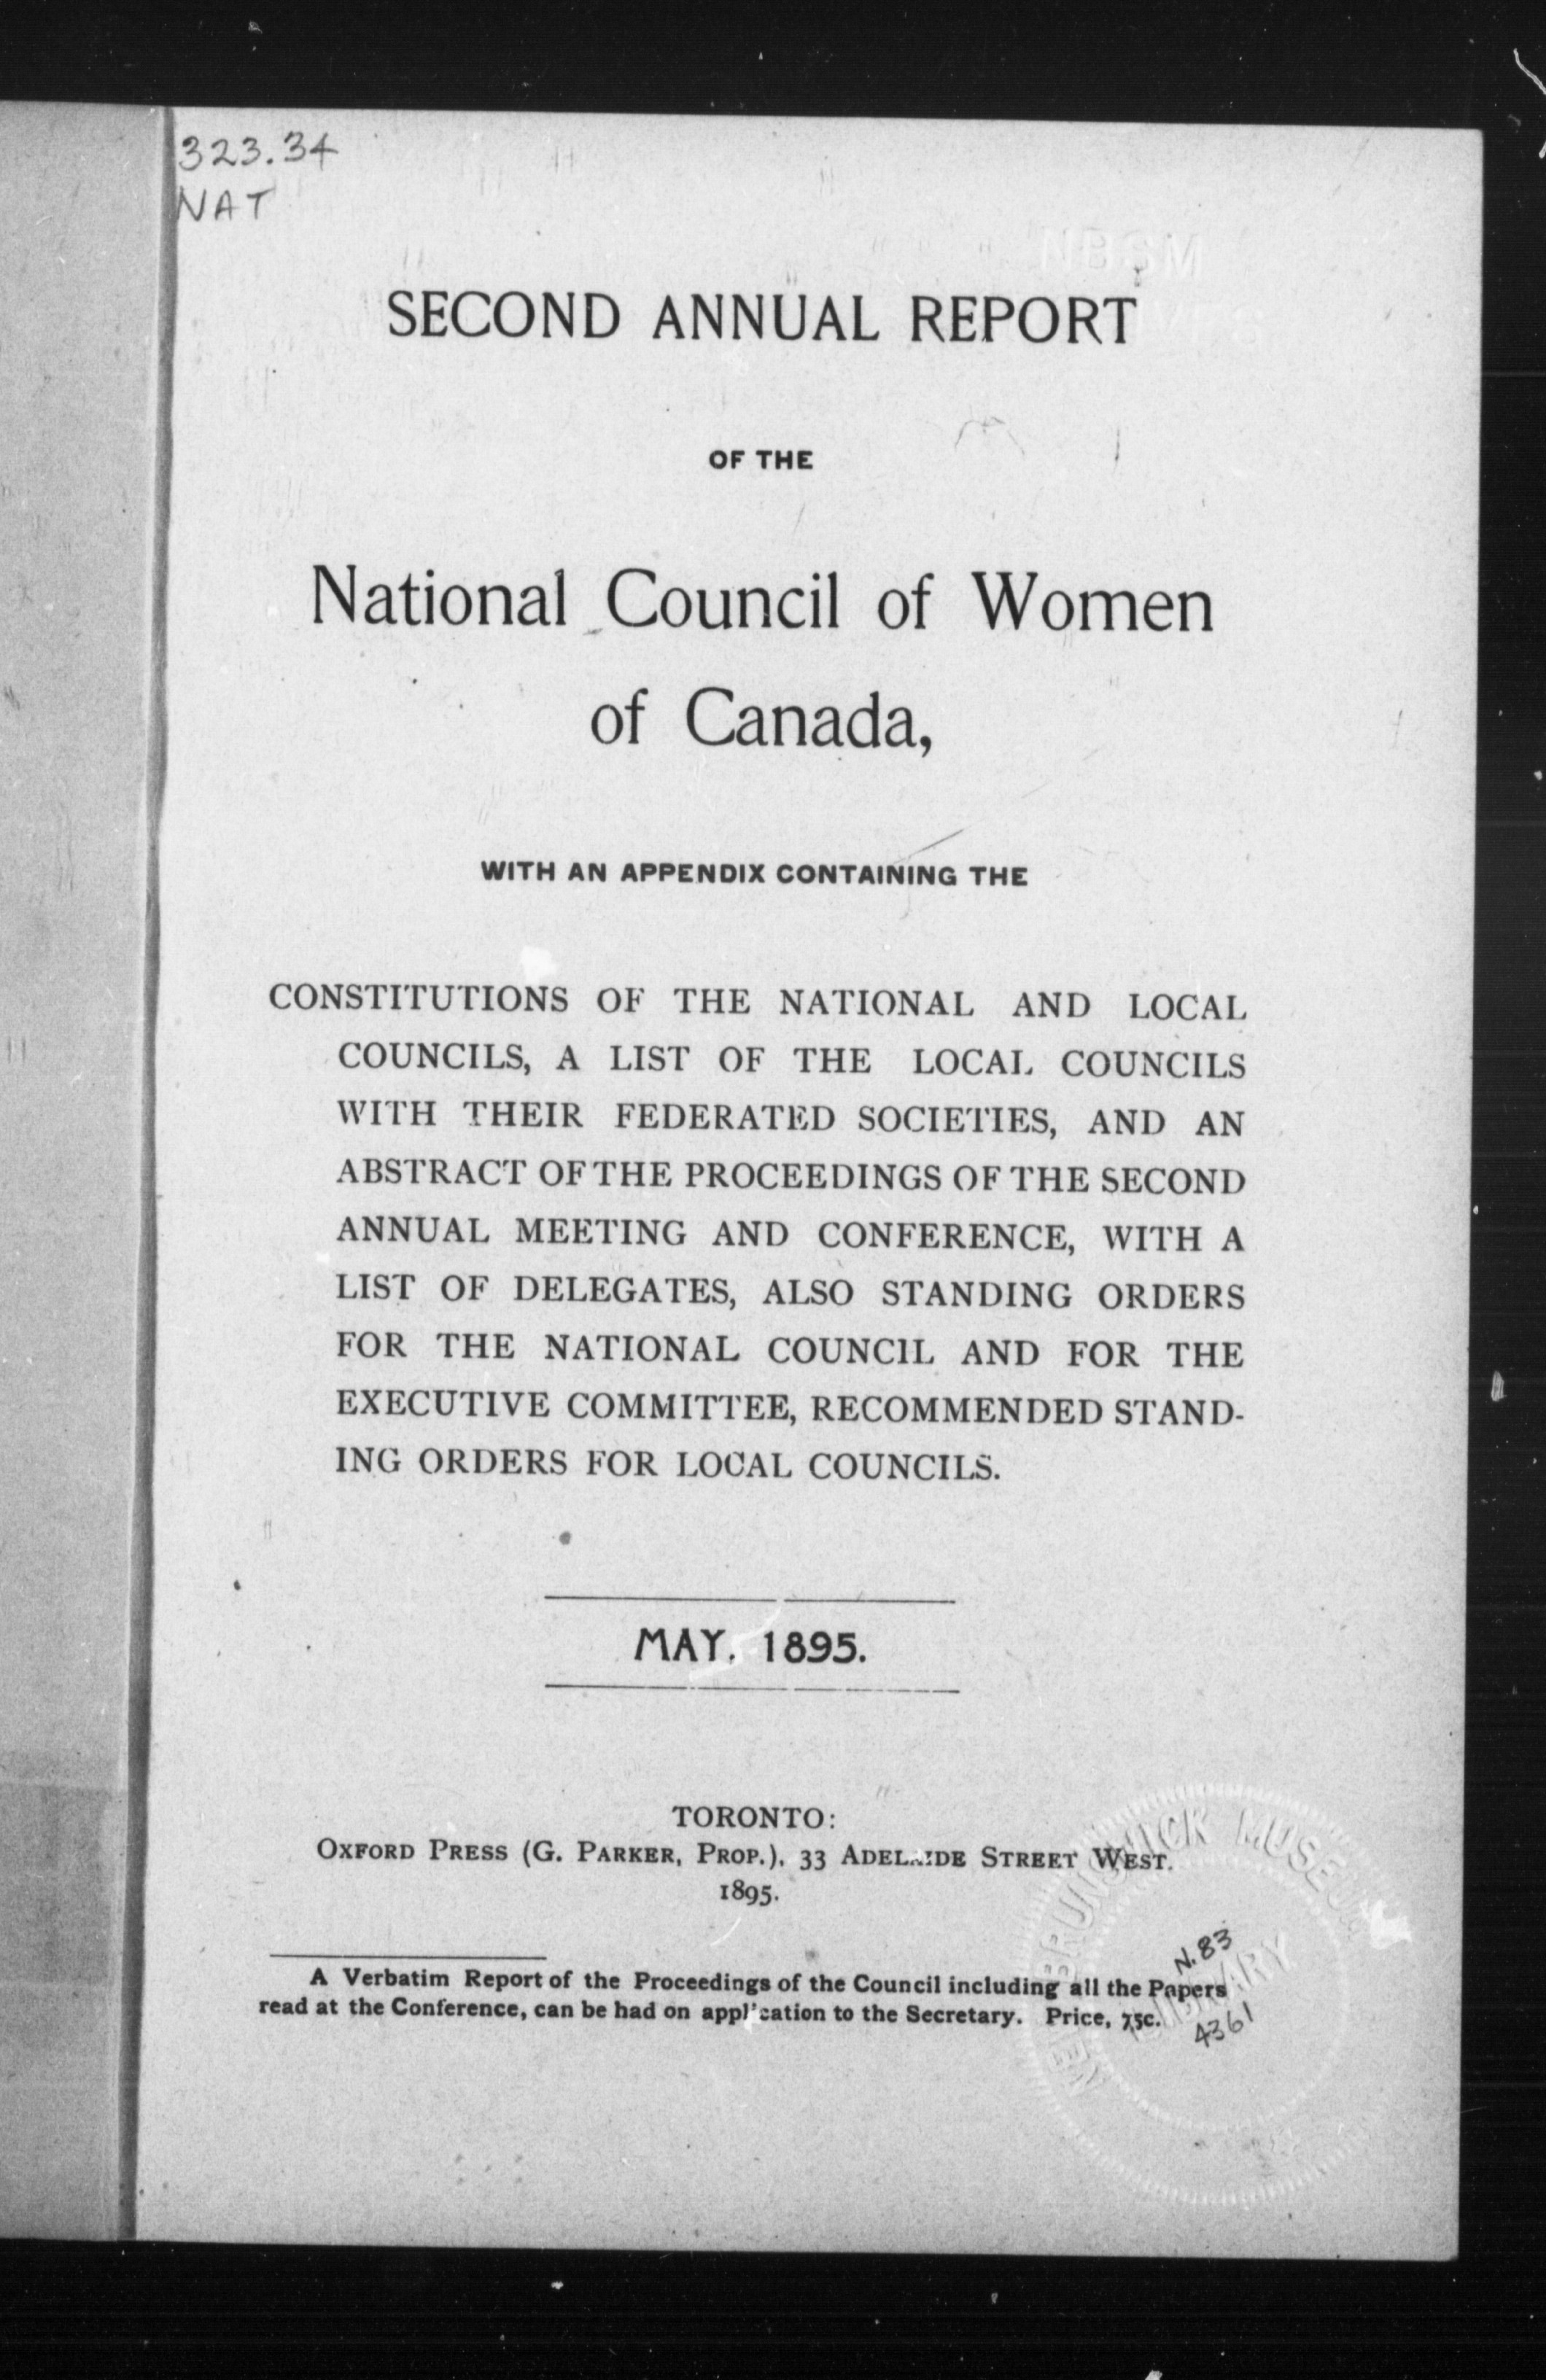 323.34
NAT
SECOND ANNUAL REPORT
OF THE
National Council of Women
of Canada,
WITH AN APPENDIX CONTAINING THE
CONSTITUTIONS OF THE NATIONAL AND LOCAL
COUNCILS, A LIST OF THE LOCAL COUNCILS
WITH THEIR FEDERATED SOCIETIES, AND AN
ABSTRACT OF THE PROCEEDINGS OF THE SECOND
ANNUAL MEETING AND CONFERENCE, WITH A
LIST OF DELEGATES, ALSO STANDING ORDERS
FOR THE NATIONAL COUNCIL AND FOR THE
EXECUTIVE COMMITTEE, RECOMMENDED STAND-
ING ORDERS FOR LOCAL COUNCILS.
MAY. 1895.
TORONTO:
OXFORD PRESS (G. PARKER, PROP.), 33 ADELAIDE STREET WEST.
1895.
A Verbatim Report of the Proceedings of the Council including all the Papers
read at the Conference, can be had on application to the Secretary. Price, 75c.
N.83
4361
NEW BRUNSWICK MUSEUM
LIBRARY